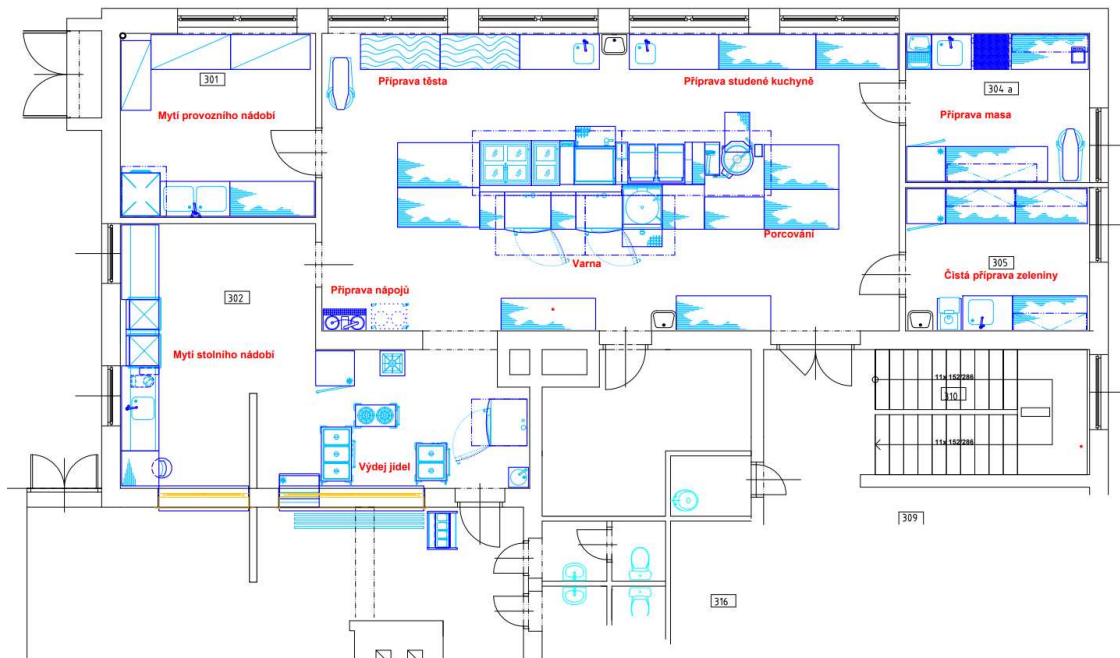 301
Mytí provozního nádobí
Příprava těsta
Příprava studené kuchyně
304 a
Příprava masa
Porcování
Varna
305
Čistá příprava zeleniny
302
Příprava nápojů
Mytí stolního nádobí
Výdej jídel
11x 152/286
310
11x 152/286
309
316